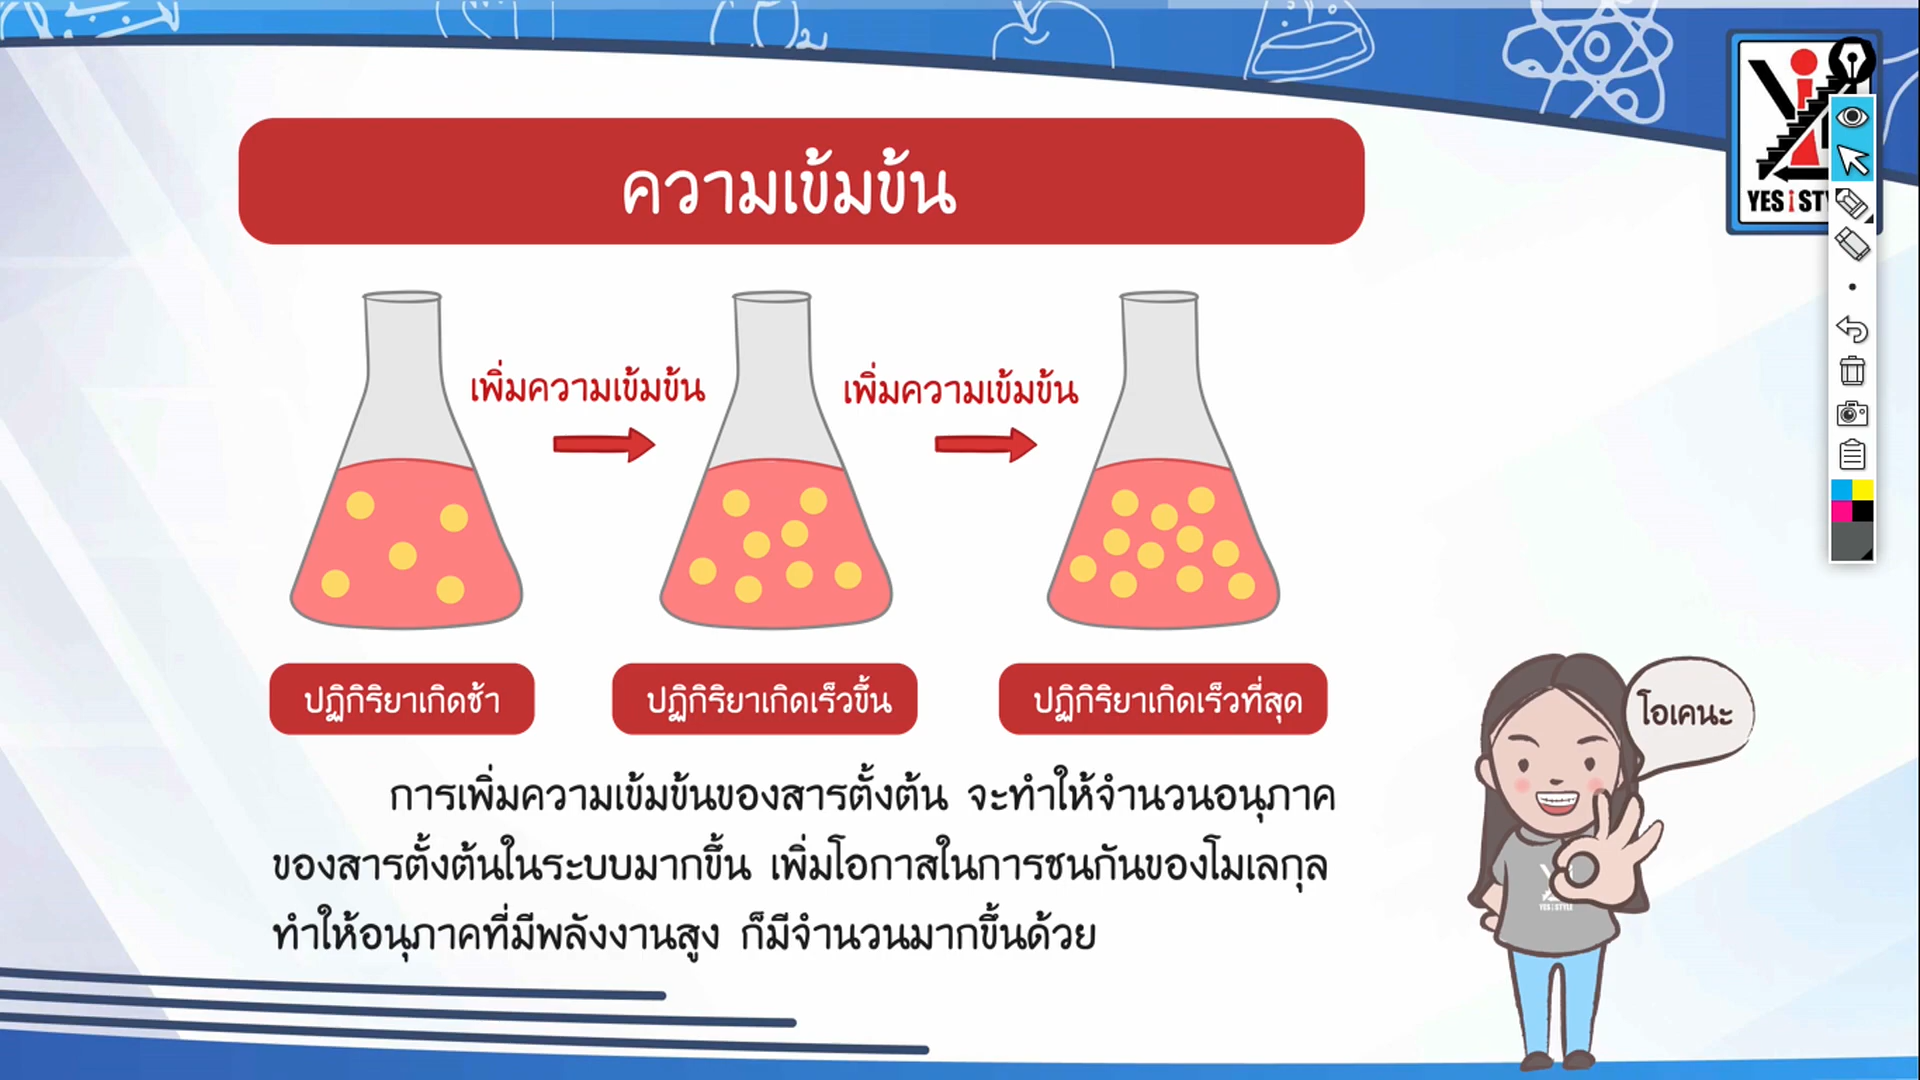 ความเข้มข้น
YES i STY
เพิ่มความเข้มข้น
เพิ่มความเข้มข้น
ปฏิกิริยาเกิดช้า
ปฏิกิริยาเกิดเร็วขึ้น
ปฏิกิริยาเกิดเร็วที่สุด
โอเคนะ
การเพิ่มความเข้มข้นของสารตั้งต้น จะทำให้จำนวนอนุภาค
ของสารตั้งต้นในระบบมากขึ้น เพิ่มโอกาสในการชนกันของโมเลกุล
ทำให้อนุภาคที่มีพลังงานสูง ก็มีจำนวนมากขึ้นด้วย
YES i STYLE